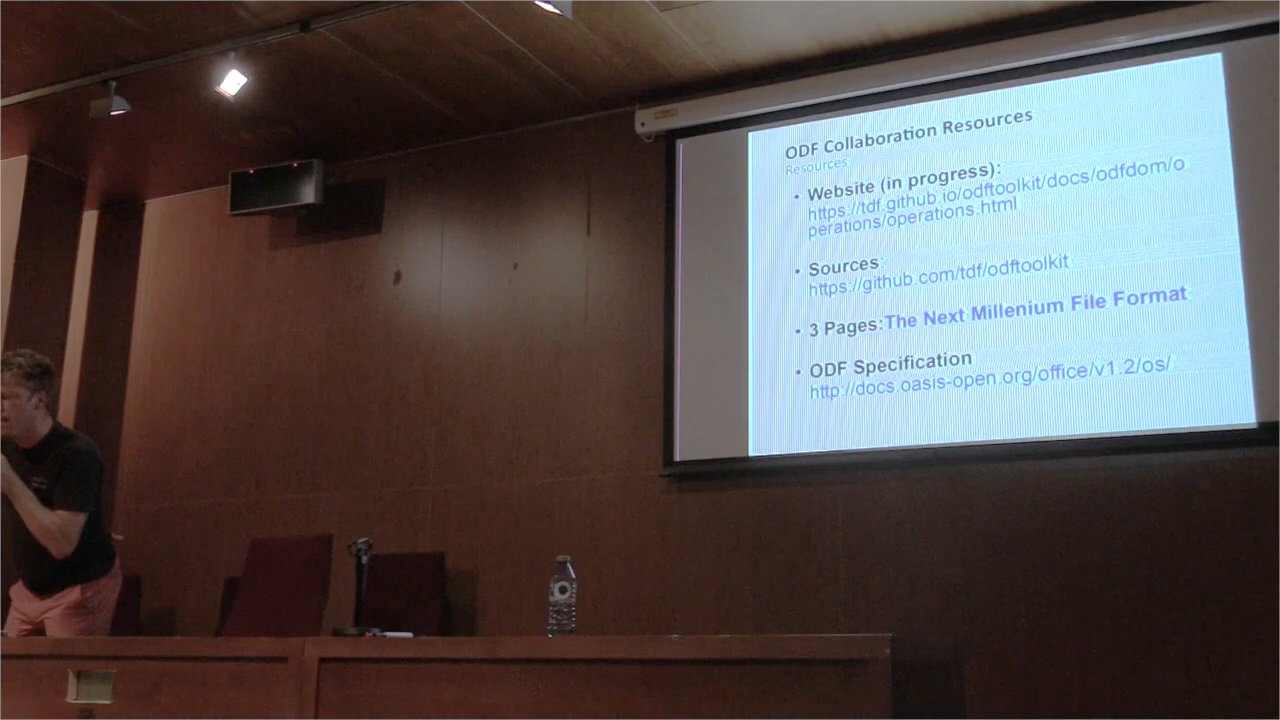 ODF Collaboration Resources
Resources
• Website (in progress):
https://tdf.github.io/odftoolkit/docs/odfdom/o
perations/operations.html
• Sources:
https://github.com/tdf/odftoolkit
• 3 Pages:The Next Millenium File Format
• ODF Specification
http://docs.oasis-open.org/office/v1.2/os/